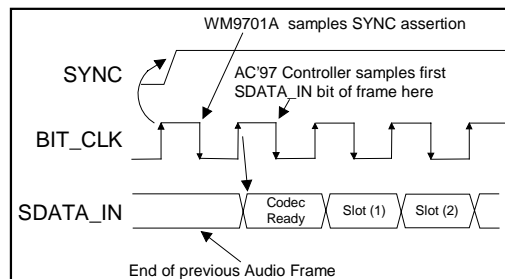 WM9701A samples SYNC assertion
SYNC
AC'97 Controller samples first
SDATA_IN bit of frame here
BIT_CLK
SDATA_IN
Codec
Ready
Slot (1)
Slot (2)
End of previous Audio Frame